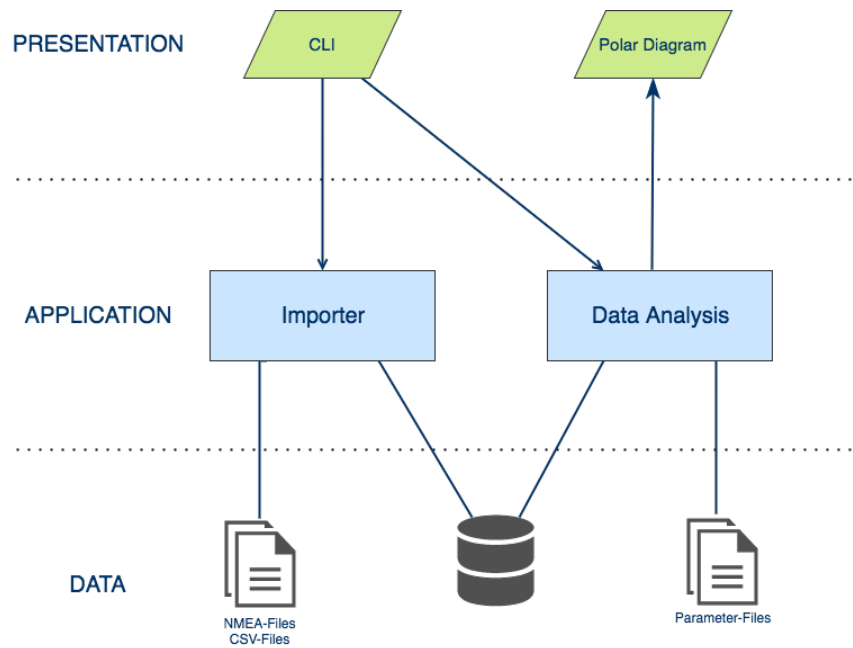 PRESENTATION
CLI
Polar Diagram
APPLICATION
Importer
Data Analysis
DATA
NMEA-Files
CSV-Files
Parameter-Files